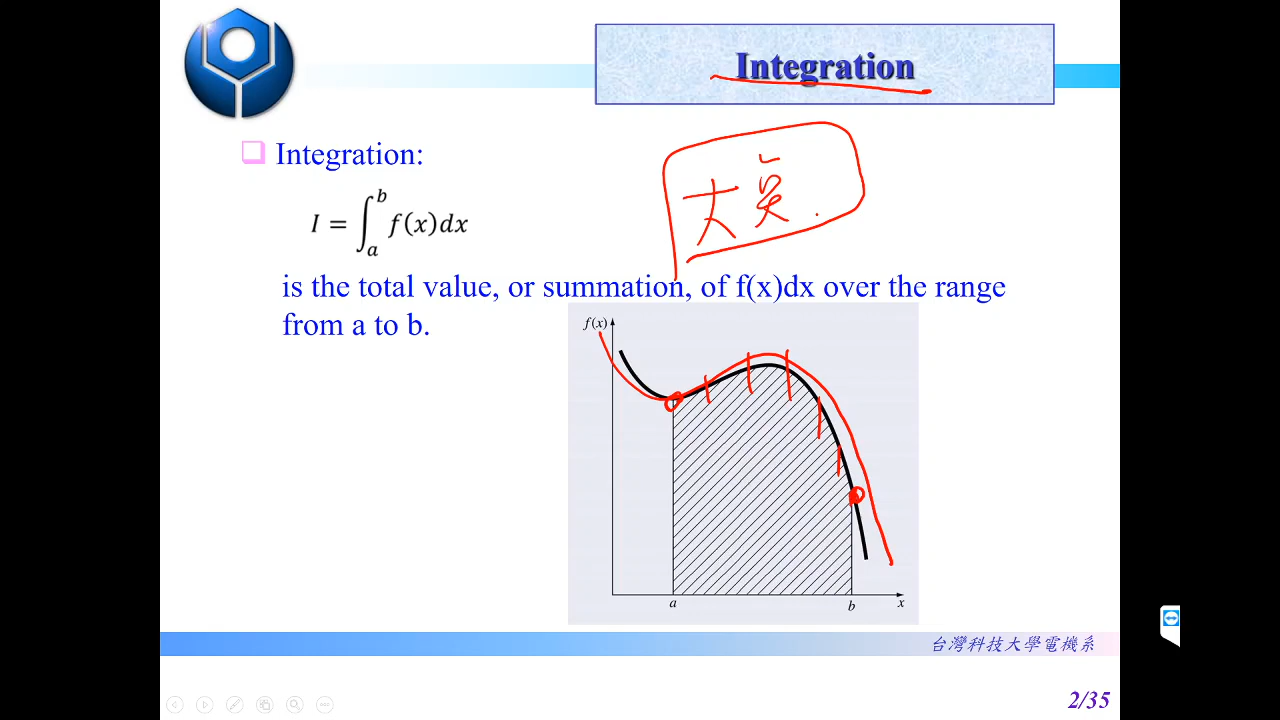 Integration
Integration:
I = ∫_a^b f(x)dx
is the total value, or summation, of f(x)dx over the range
from a to b.
f(x)
a
b
x
台灣科技大學電機系
2/35